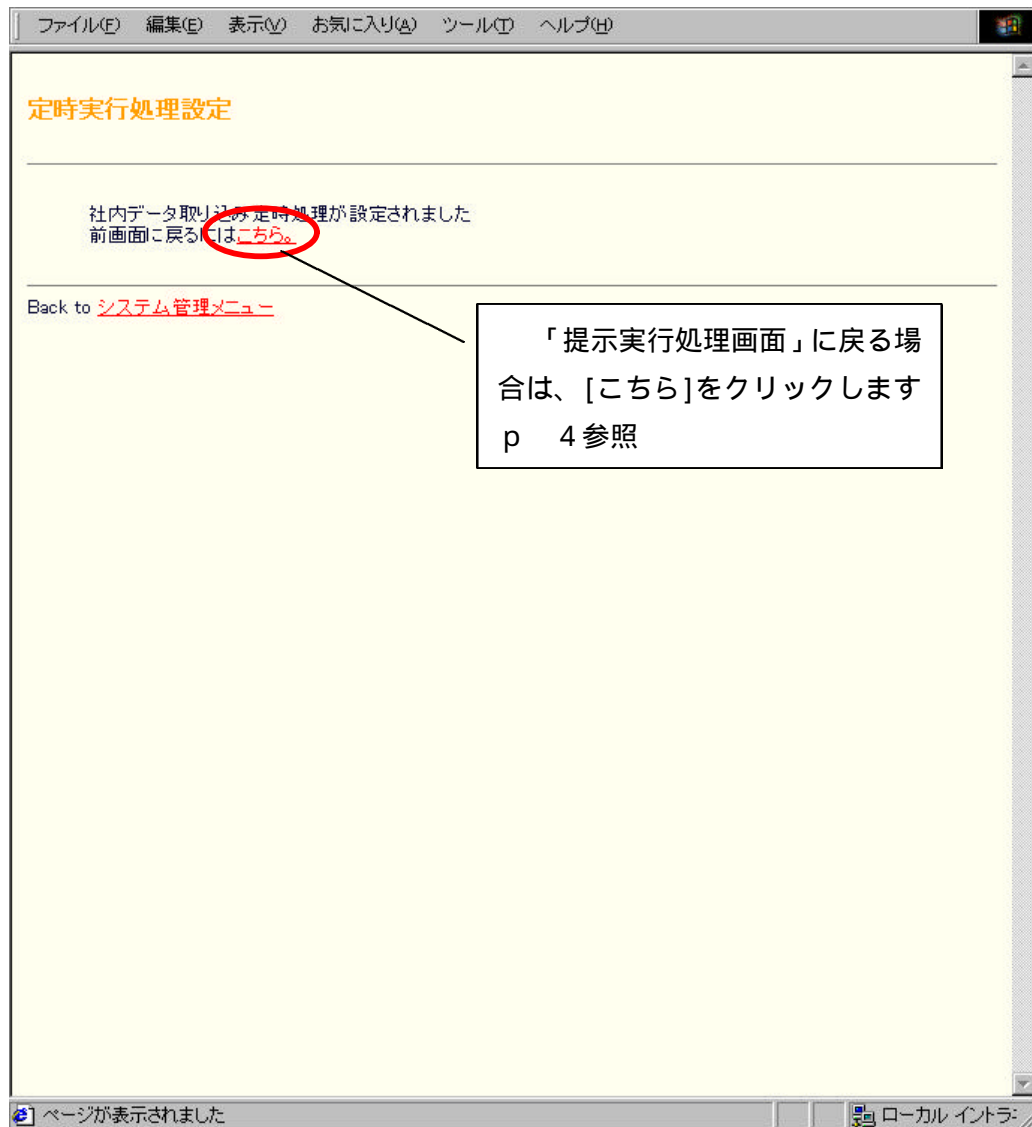 ファイル(F) 編集(E) 表示(V) お気に入り(A) ツール(T) ヘルプ(H)
定時実行処理設定
社内データ取り込み定時処理が設定されました
前画面に戻るにはこちら。
Back to システム管理メニュー
「提示実行処理画面」に戻る場
合は、[こちら]をクリックします
p 4参照
ページが表示されました
ローカル イントラ